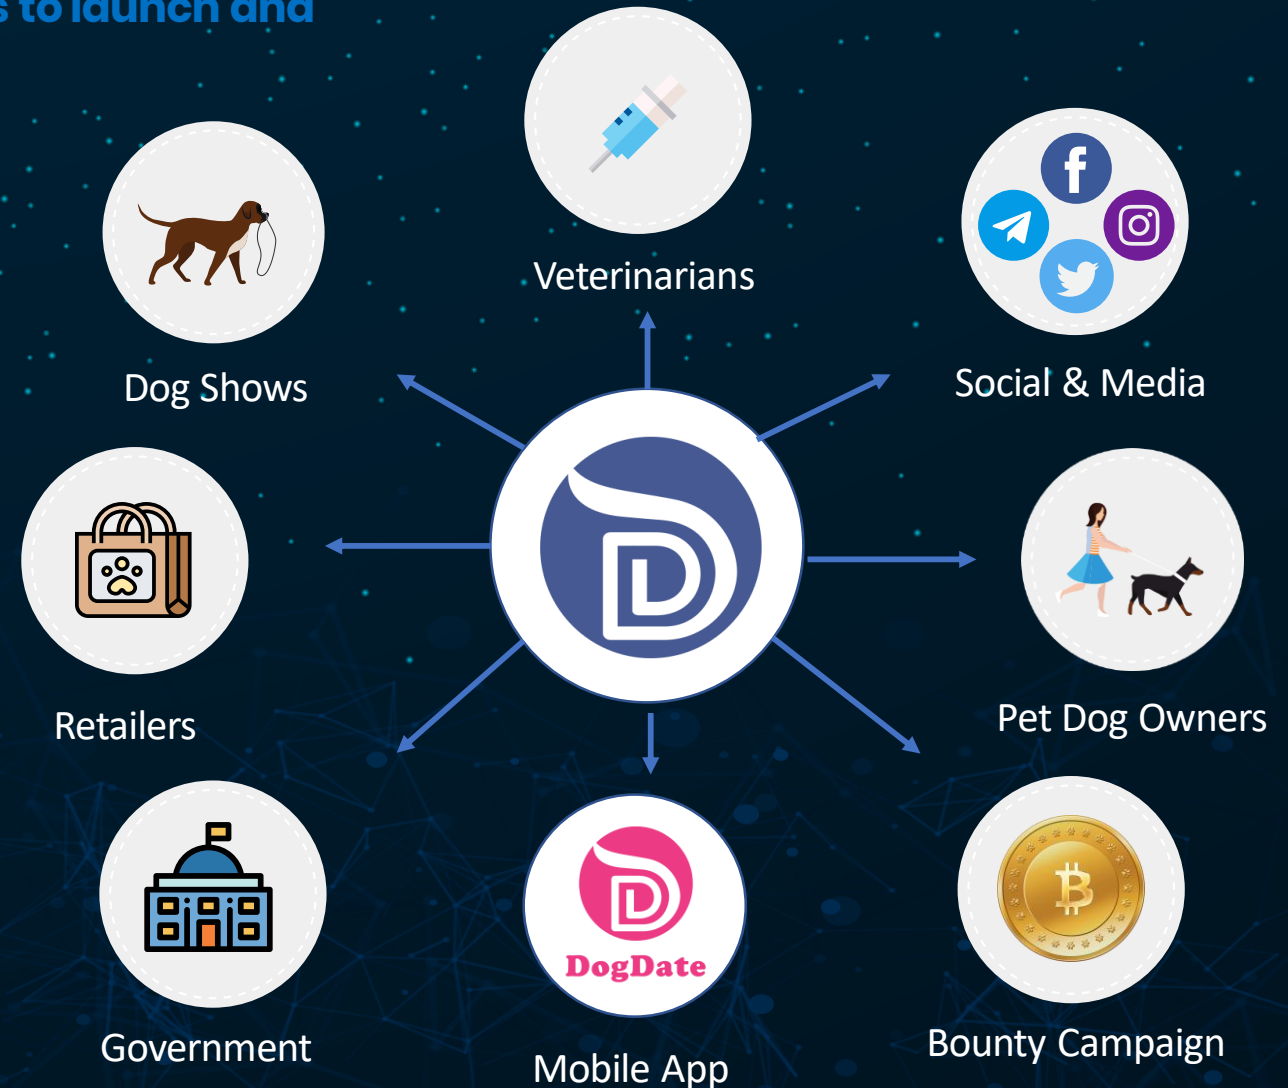 s to launch and
Veterinarians
Dog Shows
Social & Media
Retailers
Pet Dog Owners
DogDate
Government
Mobile App
Bounty Campaign